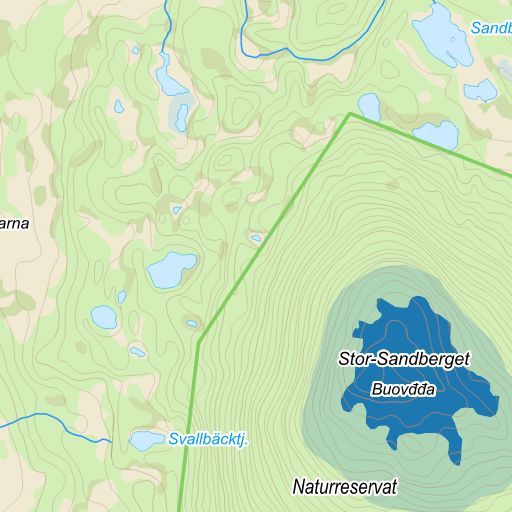 Sandb
arna
Stor-Sandberget
Buovđđa
Svallbäcktj.
Naturreservat